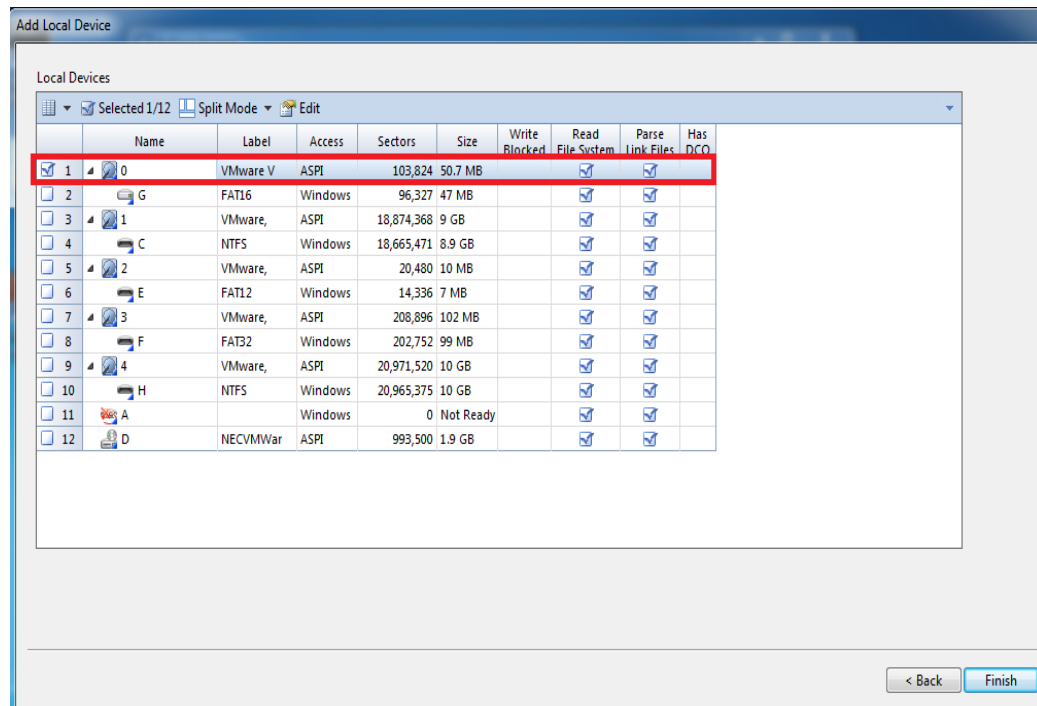 Add Local Device
Local Devices
Selected 1/12 Split Mode Edit
Name Label Access Sectors Size Write Blocked Read File System Parse Link Files Has DCO
1 0 VMware V ASPI 103,824 50.7 MB
2 G FAT16 Windows 96,327 47 MB
3 1 VMware, ASPI 18,874,368 9 GB
4 C NTFS Windows 18,665,471 8.9 GB
5 2 VMware, ASPI 20,480 10 MB
6 E FAT12 Windows 14,336 7 MB
7 3 VMware, ASPI 208,896 102 MB
8 F FAT32 Windows 202,752 99 MB
9 4 VMware, ASPI 20,971,520 10 GB
10 H NTFS Windows 20,965,375 10 GB
11 A Windows 0 Not Ready
12 D NECVMWar ASPI 993,500 1.9 GB
< Back Finish